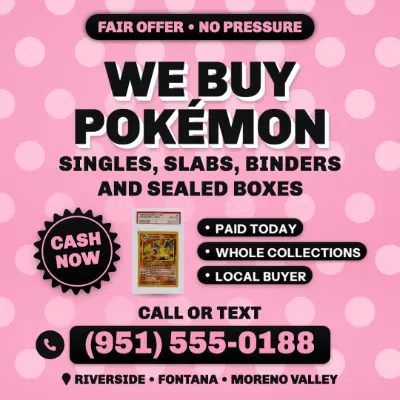 FAIR OFFER • NO PRESSURE
WE BUY
POKÉMON
SINGLES, SLABS, BINDERS
AND SEALED BOXES
CASH
NOW
• PAID TODAY
• WHOLE COLLECTIONS
• LOCAL BUYER
CALL OR TEXT
(951) 555-0188
RIVERSIDE • FONTANA • MORENO VALLEY